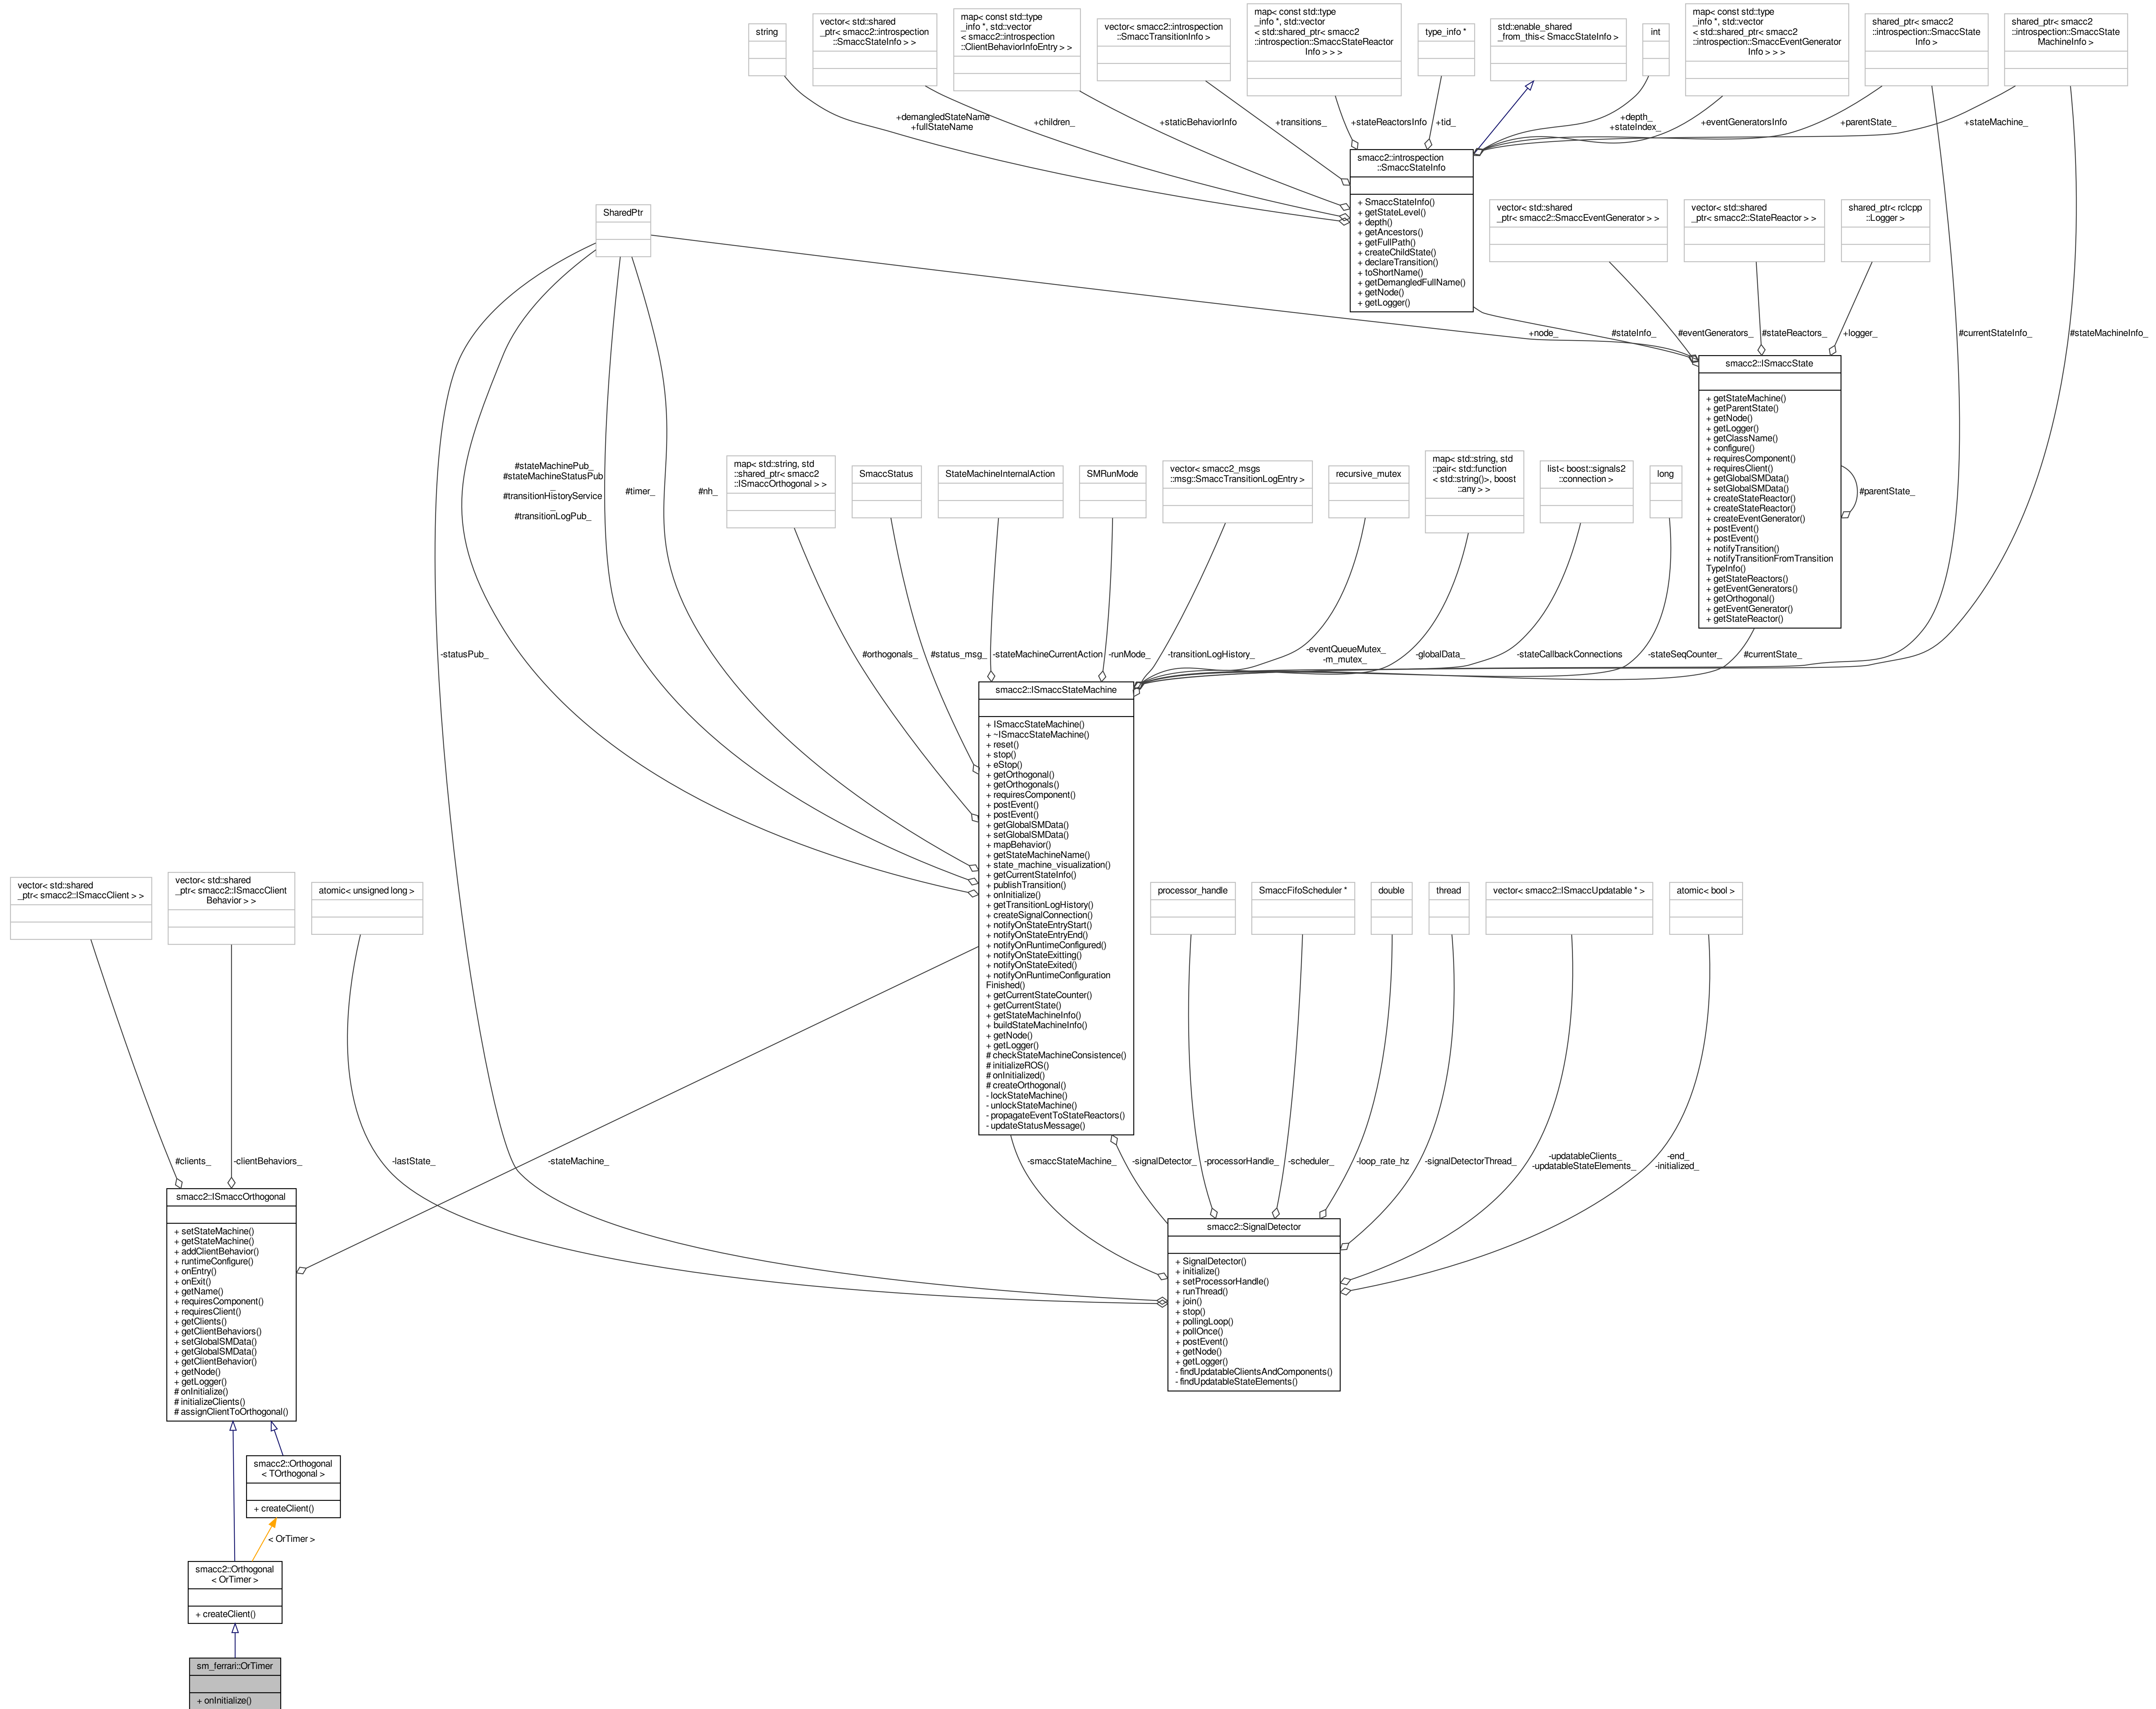 string
vector< std::shared
_ptr< smacc2::introspection
::SmaccStateInfo > >
map< const std::type
_info *, std::vector
< smacc2::introspection
::ClientBehaviorInfoEntry > >
vector< smacc2::introspection
::SmaccTransitionInfo >
map< const std::type
_info *, std::vector
< std::shared_ptr< smacc2
::introspection::SmaccStateReactor
Info > > >
type_info *
std::enable_shared
_from_this< SmaccStateInfo >
int
map< const std::type
_info *, std::vector
< std::shared_ptr< smacc2
::introspection::SmaccEventGenerator
Info > > >
shared_ptr< smacc2
::introspection::SmaccState
Info >
shared_ptr< smacc2
::introspection::SmaccState
MachineInfo >
+demangledStateName
+fullStateName
+children_
+staticBehaviorInfo
+transitions_
+stateReactorsInfo
+tid_
+depth_
+stateIndex_
+eventGeneratorsInfo
+parentState_
+stateMachine_
smacc2::introspection
::SmaccStateInfo
+ SmaccStateInfo()
+ getStateLevel()
+ depth()
+ getAncestors()
+ getFullPath()
+ createChildState()
+ declareTransition()
+ toShortName()
+ getDemangledFullName()
+ getNode()
+ getLogger()
SharedPtr
vector< std::shared
_ptr< smacc2::SmaccEventGenerator > >
vector< std::shared
_ptr< smacc2::StateReactor > >
shared_ptr< rclcpp
::Logger >
+node_
#stateInfo_
#eventGenerators_
#stateReactors_
+logger_
#currentStateInfo_
#stateMachineInfo_
smacc2::ISmaccState
+ getStateMachine()
+ getParentState()
+ getNode()
+ getLogger()
+ getClassName()
+ configure()
+ requiresComponent()
+ requiresClient()
+ getGlobalSMData()
+ setGlobalSMData()
+ createStateReactor()
+ createStateReactor()
+ createEventGenerator()
+ postEvent()
+ postEvent()
+ notifyTransition()
+ notifyTransitionFromTransition
TypeInfo()
+ getStateReactors()
+ getEventGenerators()
+ getOrthogonal()
+ getEventGenerator()
+ getStateReactor()
#parentState_
#stateMachinePub_
#stateMachineStatusPub
_
#transitionHistoryService
_
#transitionLogPub_
#timer_
#nh_
map< std::string, std
::shared_ptr< smacc2
::ISmaccOrthogonal > >
SmaccStatus
StateMachineInternalAction
SMRunMode
vector< smacc2_msgs
::msg::SmaccTransitionLogEntry >
recursive_mutex
map< std::string, std
::pair< std::function
< std::string()>, boost
::any > >
list< boost::signals2
::connection >
long
-statusPub_
#orthogonals_
#status_msg_
-stateMachineCurrentAction
-runMode_
-transitionLogHistory_
-eventQueueMutex_
-m_mutex_
-globalData_
-stateCallbackConnections
-stateSeqCounter_
#currentState_
smacc2::ISmaccStateMachine
+ ISmaccStateMachine()
+ ~ISmaccStateMachine()
+ reset()
+ stop()
+ eStop()
+ getOrthogonal()
+ getOrthogonals()
+ requiresComponent()
+ postEvent()
+ postEvent()
+ getGlobalSMData()
+ setGlobalSMData()
+ mapBehavior()
+ getStateMachineName()
+ state_machine_visualization()
+ getCurrentStateInfo()
+ publishTransition()
+ onInitialize()
+ getTransitionLogHistory()
+ createSignalConnection()
+ notifyOnStateEntryStart()
+ notifyOnStateEntryEnd()
+ notifyOnRuntimeConfigured()
+ notifyOnStateExitting()
+ notifyOnStateExited()
+ notifyOnRuntimeConfiguration
Finished()
+ getCurrentStateCounter()
+ getCurrentState()
+ getStateMachineInfo()
+ buildStateMachineInfo()
+ getNode()
+ getLogger()
# checkStateMachineConsistence()
# initializeROS()
# onInitialized()
# createOrthogonal()
- lockStateMachine()
- unlockStateMachine()
- propagateEventToStateReactors()
- updateStatusMessage()
vector< std::shared
_ptr< smacc2::ISmaccClient > >
vector< std::shared
_ptr< smacc2::ISmaccClient
Behavior > >
atomic< unsigned long >
processor_handle
SmaccFifoScheduler *
double
thread
vector< smacc2::ISmaccUpdatable * >
atomic< bool >
#clients_
-clientBehaviors_
-lastState_
-stateMachine_
-smaccStateMachine_
-signalDetector_
-processorHandle_
-scheduler_
-loop_rate_hz
-signalDetectorThread_
-updatableClients_
-updatableStateElements_
-end_
-initialized_
smacc2::ISmaccOrthogonal
+ setStateMachine()
+ getStateMachine()
+ addClientBehavior()
+ runtimeConfigure()
+ onEntry()
+ onExit()
+ getName()
+ requiresComponent()
+ requiresClient()
+ getClients()
+ getClientBehaviors()
+ setGlobalSMData()
+ getGlobalSMData()
+ getClientBehavior()
+ getNode()
+ getLogger()
# onInitialize()
# initializeClients()
# assignClientToOrthogonal()
smacc2::SignalDetector
+ SignalDetector()
+ initialize()
+ setProcessorHandle()
+ runThread()
+ join()
+ stop()
+ pollingLoop()
+ pollOnce()
+ postEvent()
+ getNode()
+ getLogger()
- findUpdatableClientsAndComponents()
- findUpdatableStateElements()
smacc2::Orthogonal
< TOrthogonal >
+ createClient()
< OrTimer >
smacc2::Orthogonal
< OrTimer >
+ createClient()
sm_ferrari::OrTimer
+ onInitialize()